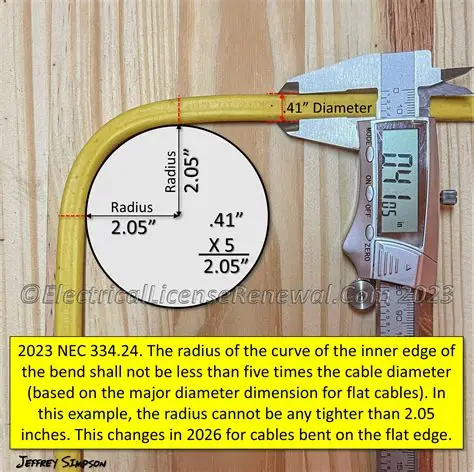 .41” Diameter
Radius
2.05”
Radius
2.05”
.41”
X 5
2.05”
MODE
ON
OFF
ZERO
in
©ElectricalLicenseRenewal.Com 2023
2023 NEC 334.24. The radius of the curve of the inner edge of
the bend shall not be less than five times the cable diameter
(based on the major diameter dimension for flat cables). In
this example, the radius cannot be any tighter than 2.05
inches. This changes in 2026 for cables bent on the flat edge.
JEFFREY SIMPSON